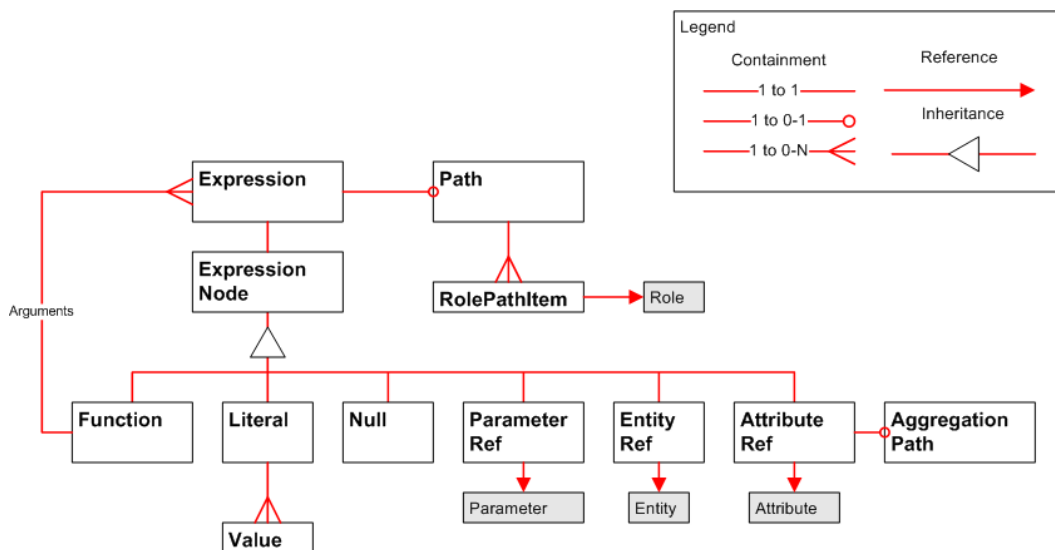 Legend
Containment
Reference
1 to 1
1 to 0-1
Inheritance
1 to 0-N
Expression
Path
Expression
Node
RolePathItem
Role
Arguments
Function
Literal
Null
Parameter
Ref
Entity
Ref
Attribute
Ref
Aggregation
Path
Parameter
Entity
Attribute
Value